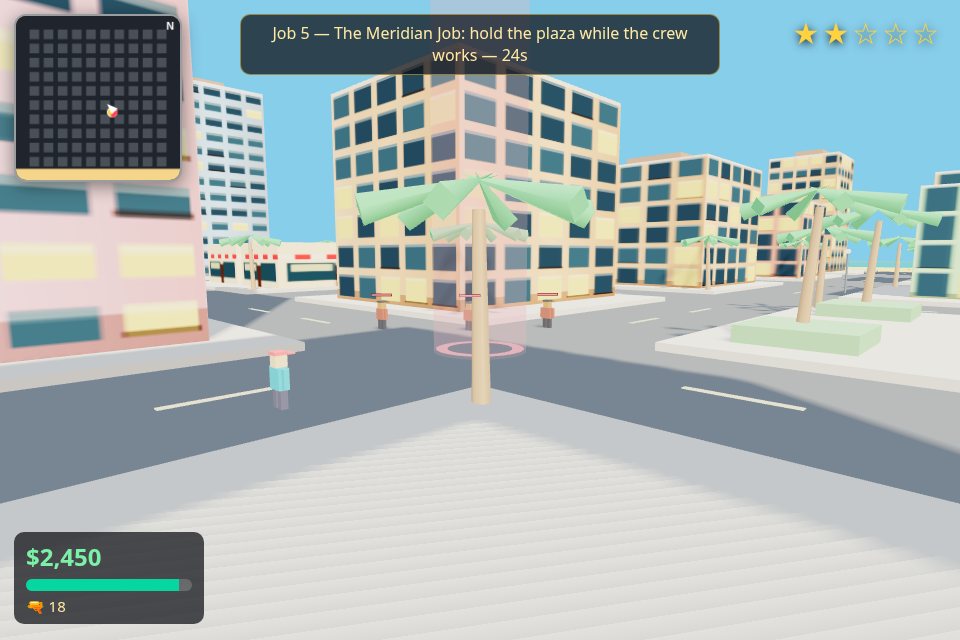 N
Job 5 — The Meridian Job: hold the plaza while the crew
works — 24s
$2,450
18